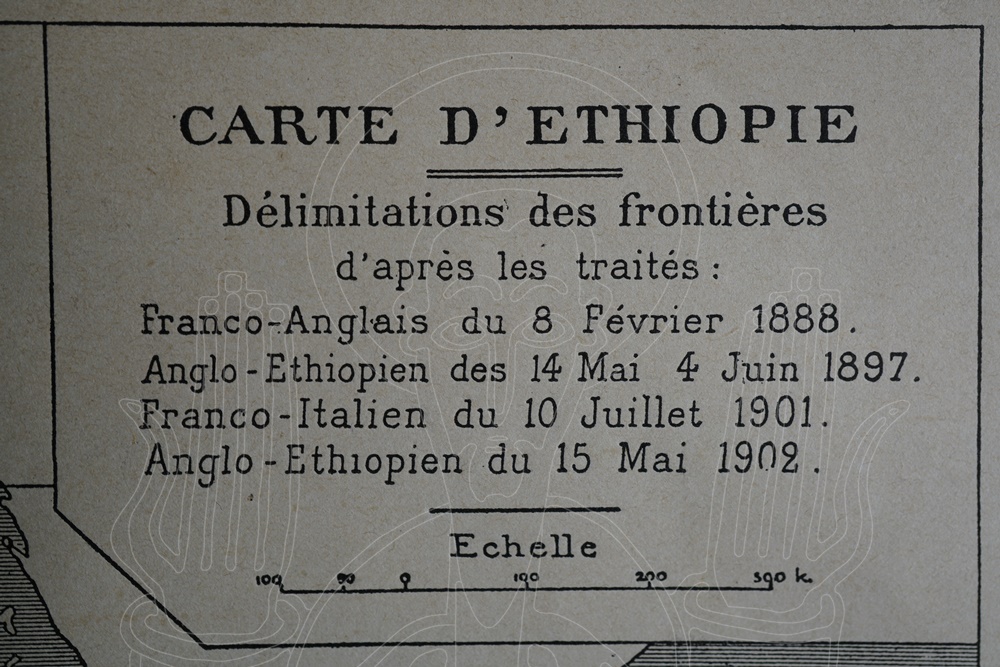 CARTE D'ETHIOPIE
Délimitations des frontières
d'après les traités :
Franco-Anglais du 8 Février 1888.
Anglo-Ethiopien des 14 Mai 4 Juin 1897.
Franco-Italien du 10 Juillet 1901.
Anglo-Ethiopien du 15 Mai 1902.
Echelle
100 50 0 100 200 300 k.